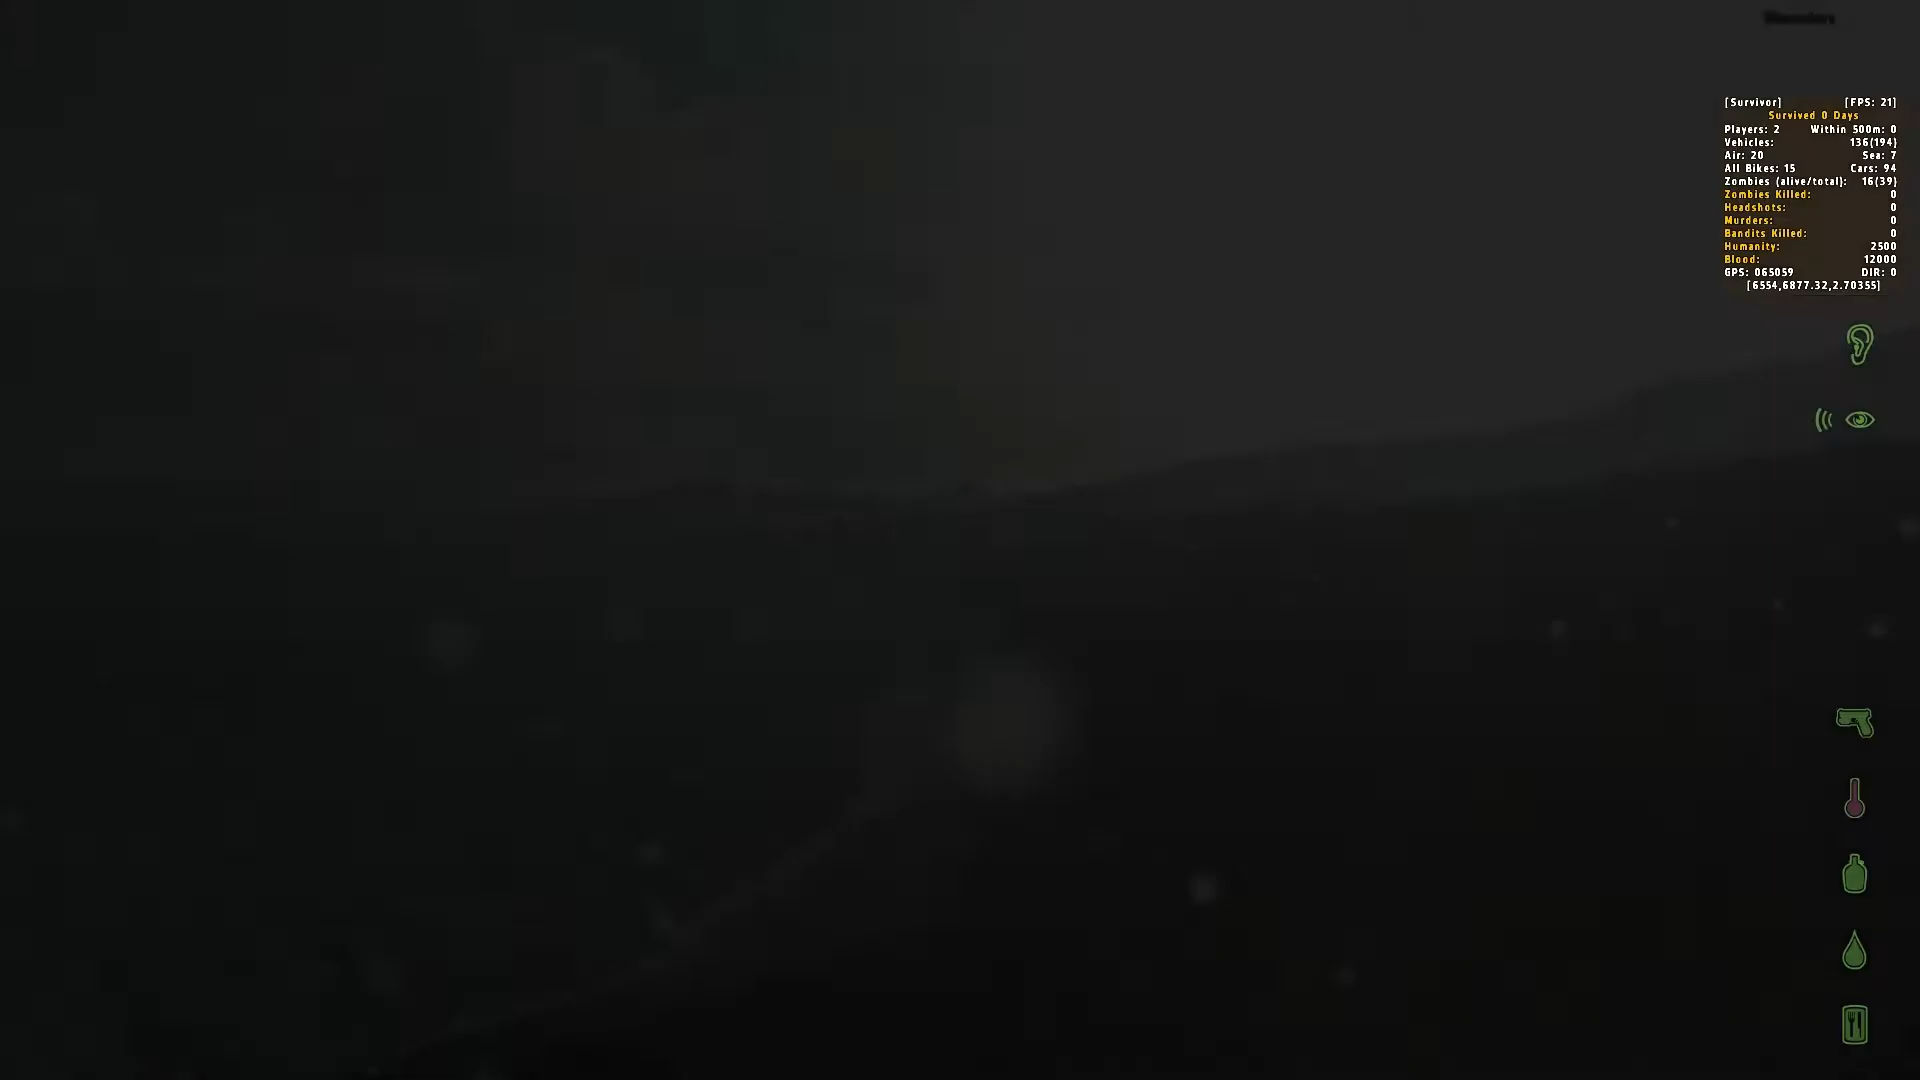 [Survivor] [FPS: 21]
Survived 0 Days
Players: 2 Within 500m: 0
Vehicles: 136(194)
Air: 20 Sea: 7
All Bikes: 15 Cars: 94
Zombies (alive/total): 16(39)
Zombies Killed: 0
Headshots: 0
Murders: 0
Bandits Killed: 0
Humanity: 2500
Blood: 12000
GPS: 065059 DIR: 0
[6554,6877.32,2.70355]